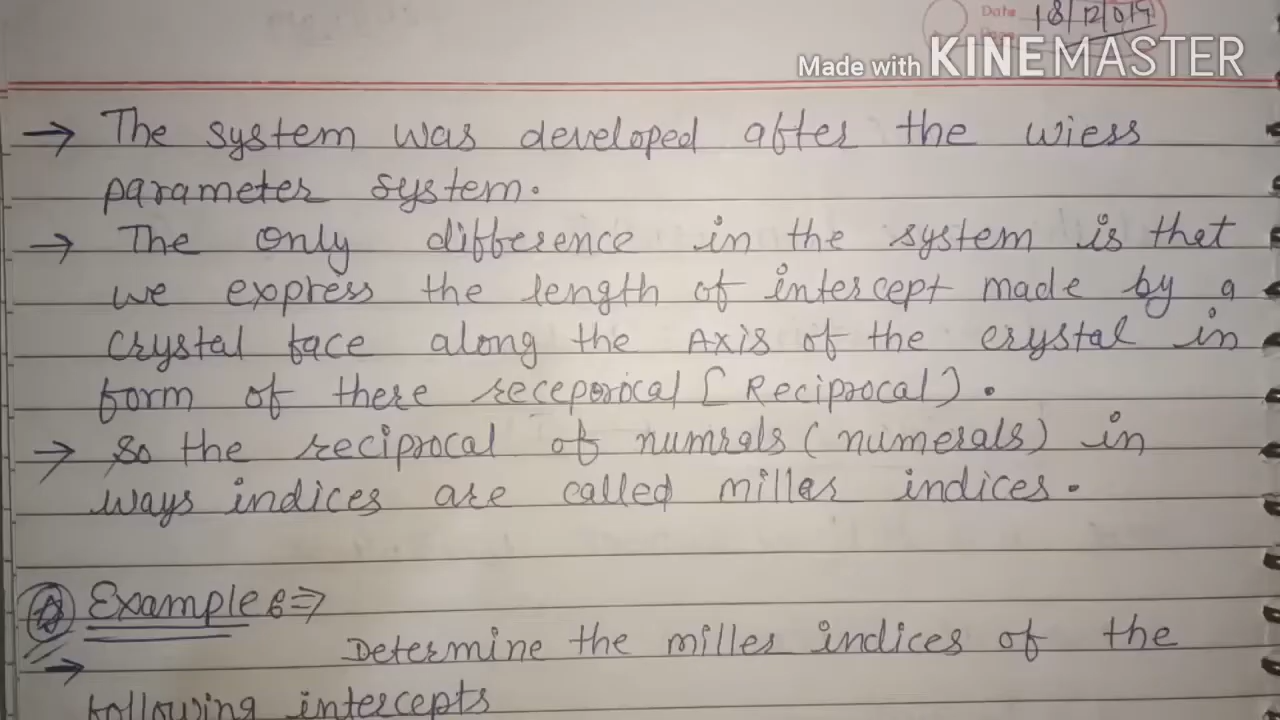 Date 18/12/019
Made with KINEMASTER
→ The system was developed after the wiess
parameter system.
→ The only difference in the system is that
we express the length of intercept made by a
crystal face along the Axis of the crystal in
form of there receporocal [Reciprocal).
→ So the reciprocal of numrals (numerals) in
ways indices are called miller indices.
Example :⇒
→ Determine the miller indices of the
following intercepts